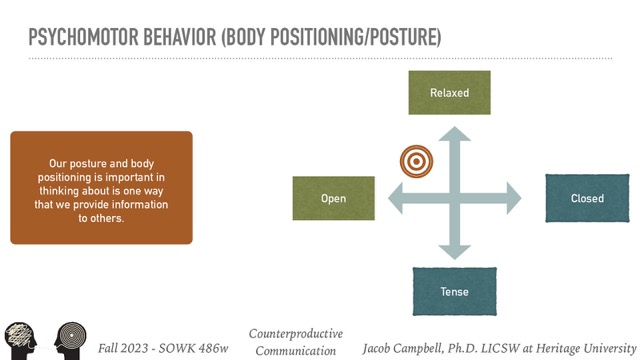 PSYCHOMOTOR BEHAVIOR (BODY POSITIONING/POSTURE)
Our posture and body
positioning is important in
thinking about is one way
that we provide information
to others.
Relaxed
Open
Closed
Tense
Fall 2023 - SOWK 486w
Counterproductive
Communication
Jacob Campbell, Ph.D. LICSW at Heritage University